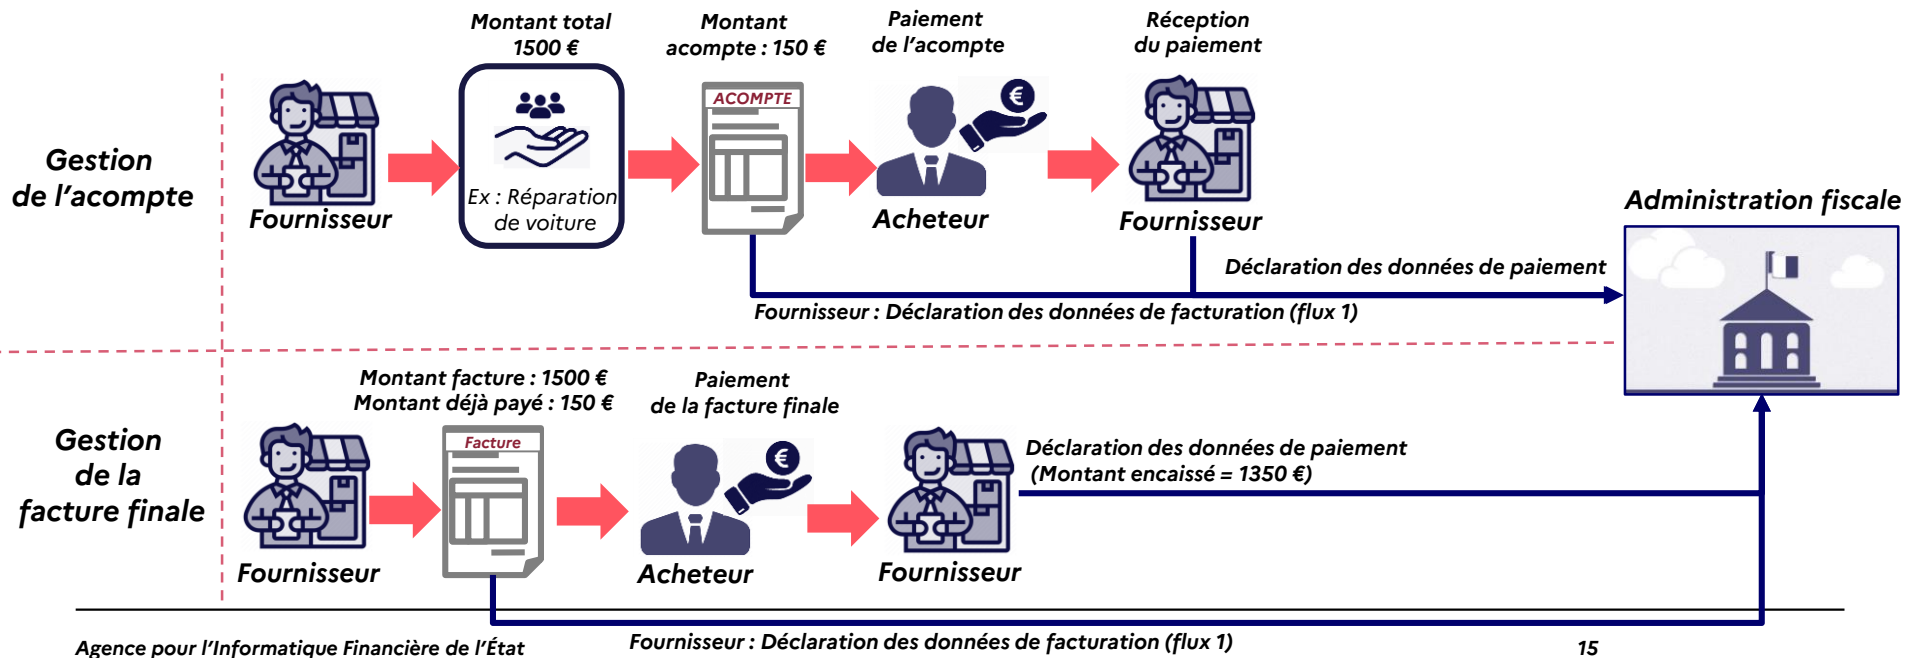 Montant total
1500 €
Montant
acompte : 150 €
Paiement
de l'acompte
Réception
du paiement
Gestion
de l'acompte
ACOMPTE
€
Ex : Réparation
de voiture
Fournisseur
Acheteur
Fournisseur
Administration fiscale
Déclaration des données de paiement
Fournisseur : Déclaration des données de facturation (flux 1)
Montant facture : 1500 €
Montant déjà payé : 150 €
Paiement
de la facture finale
Gestion
de la
facture finale
Facture
€
Déclaration des données de paiement
(Montant encaissé = 1350 €)
Fournisseur
Acheteur
Fournisseur
Agence pour l'Informatique Financière de l'État
Fournisseur : Déclaration des données de facturation (flux 1)
15